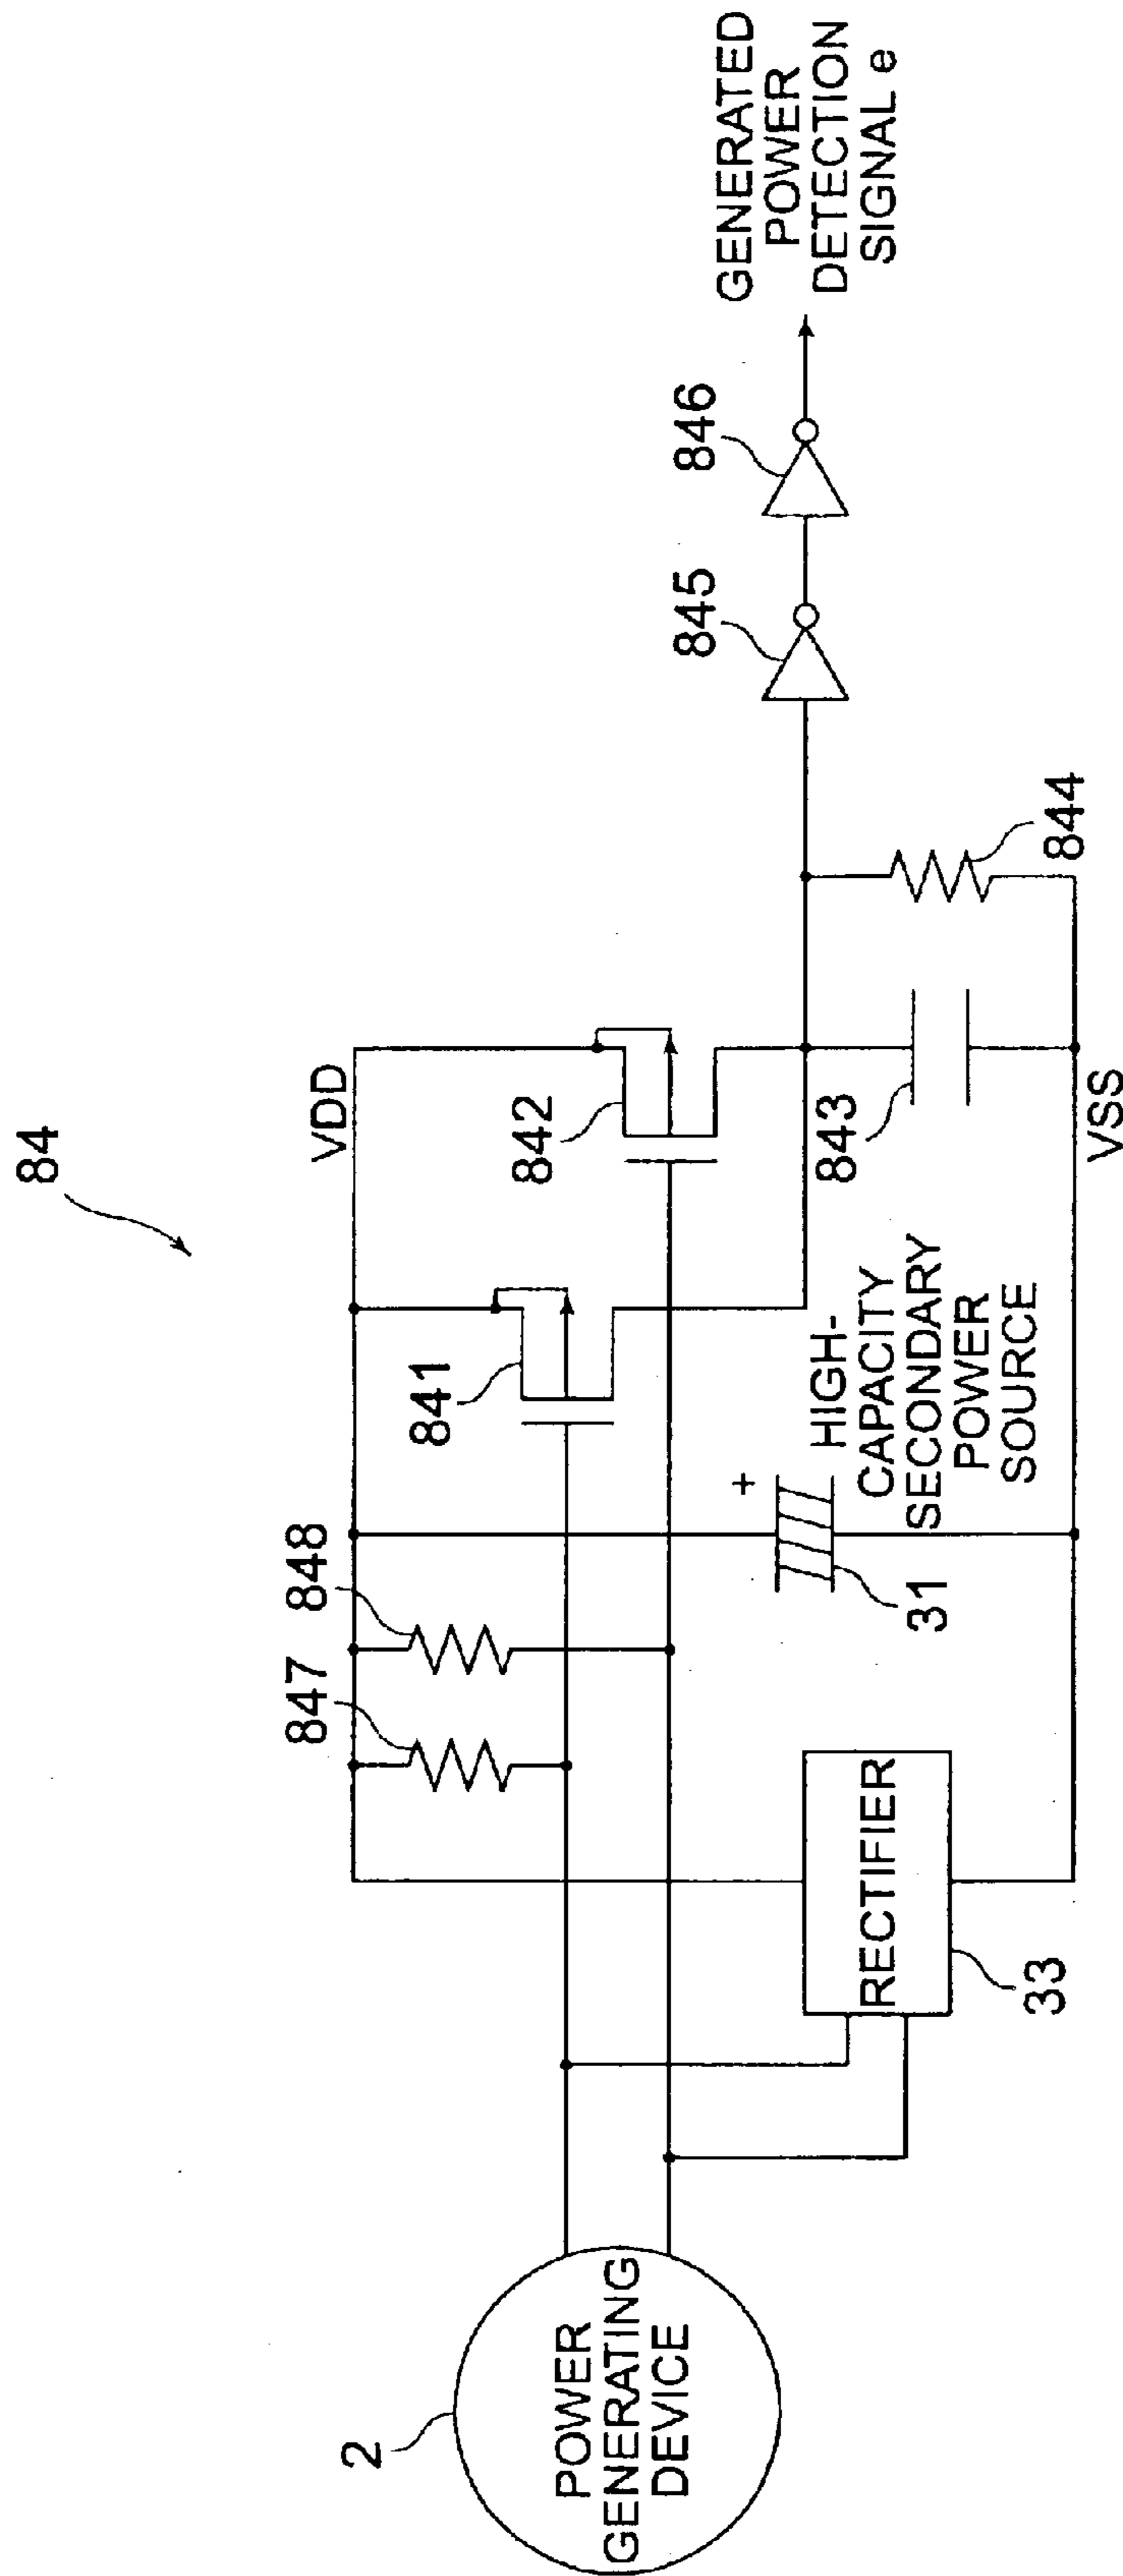 84
VDD
847
848
841
842
2
POWER
GENERATING
DEVICE
RECTIFIER
33
+
31
HIGH-
CAPACITY
SECONDARY
POWER
SOURCE
843
844
VSS
845
846
GENERATED
POWER
DETECTION
SIGNAL e